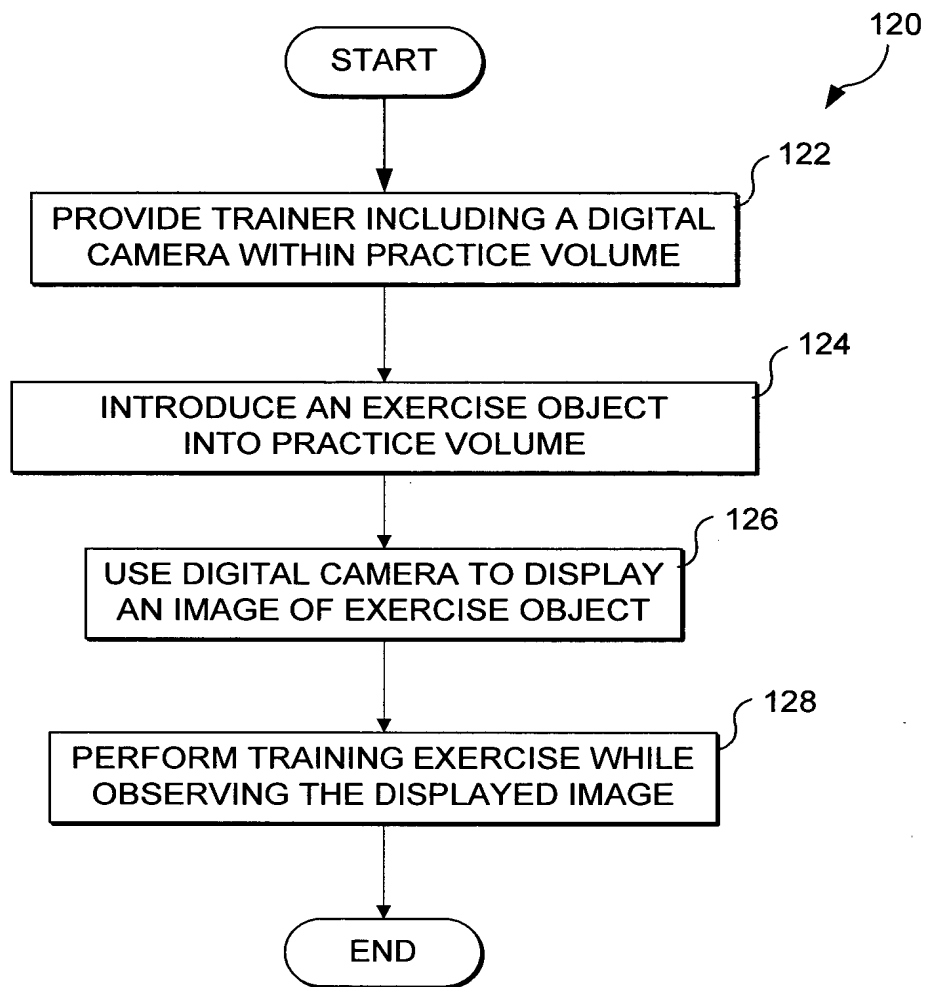 120
START
122
PROVIDE TRAINER INCLUDING A DIGITAL
CAMERA WITHIN PRACTICE VOLUME
124
INTRODUCE AN EXERCISE OBJECT
INTO PRACTICE VOLUME
126
USE DIGITAL CAMERA TO DISPLAY
AN IMAGE OF EXERCISE OBJECT
128
PERFORM TRAINING EXERCISE WHILE
OBSERVING THE DISPLAYED IMAGE
END